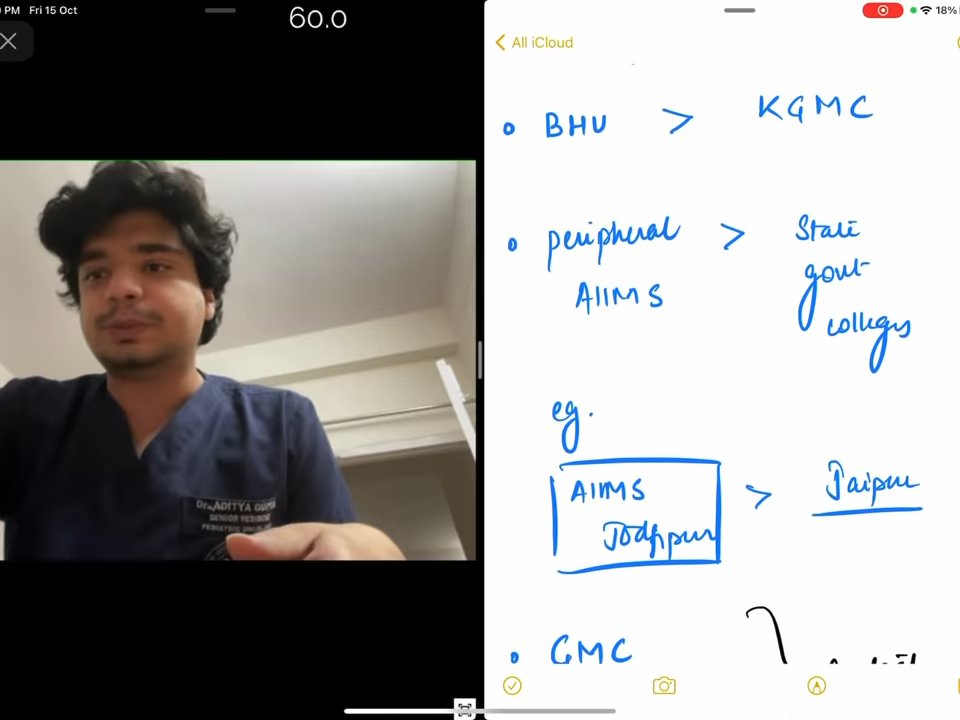 PM Fri 15 Oct
60.0
18%
All iCloud
BHU > KGMC
peripheral AIIMS > State govt colleges
eg.
AIIMS Jodhpur > Jaipur
GMC
Dr. ADITYA GUPTA
SENIOR RESIDENT